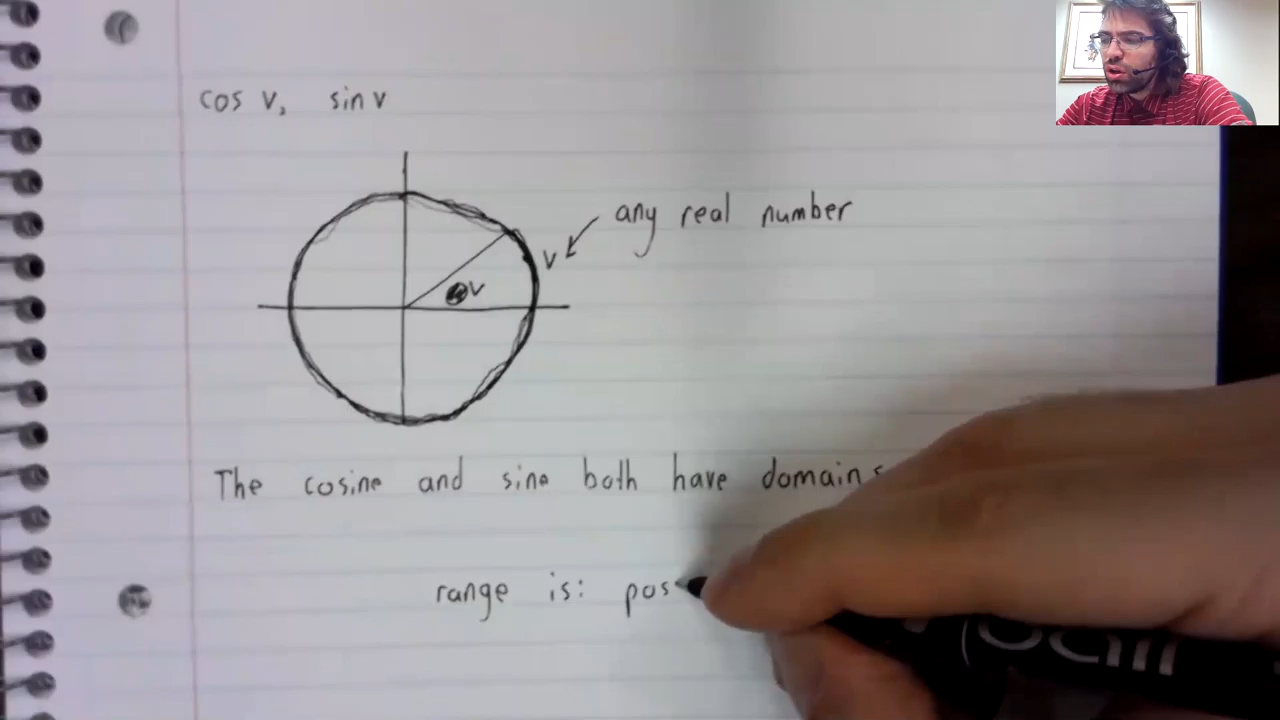 cos v, sin v
any real number
v
v
The cosine and sine both have domain
range is: pos